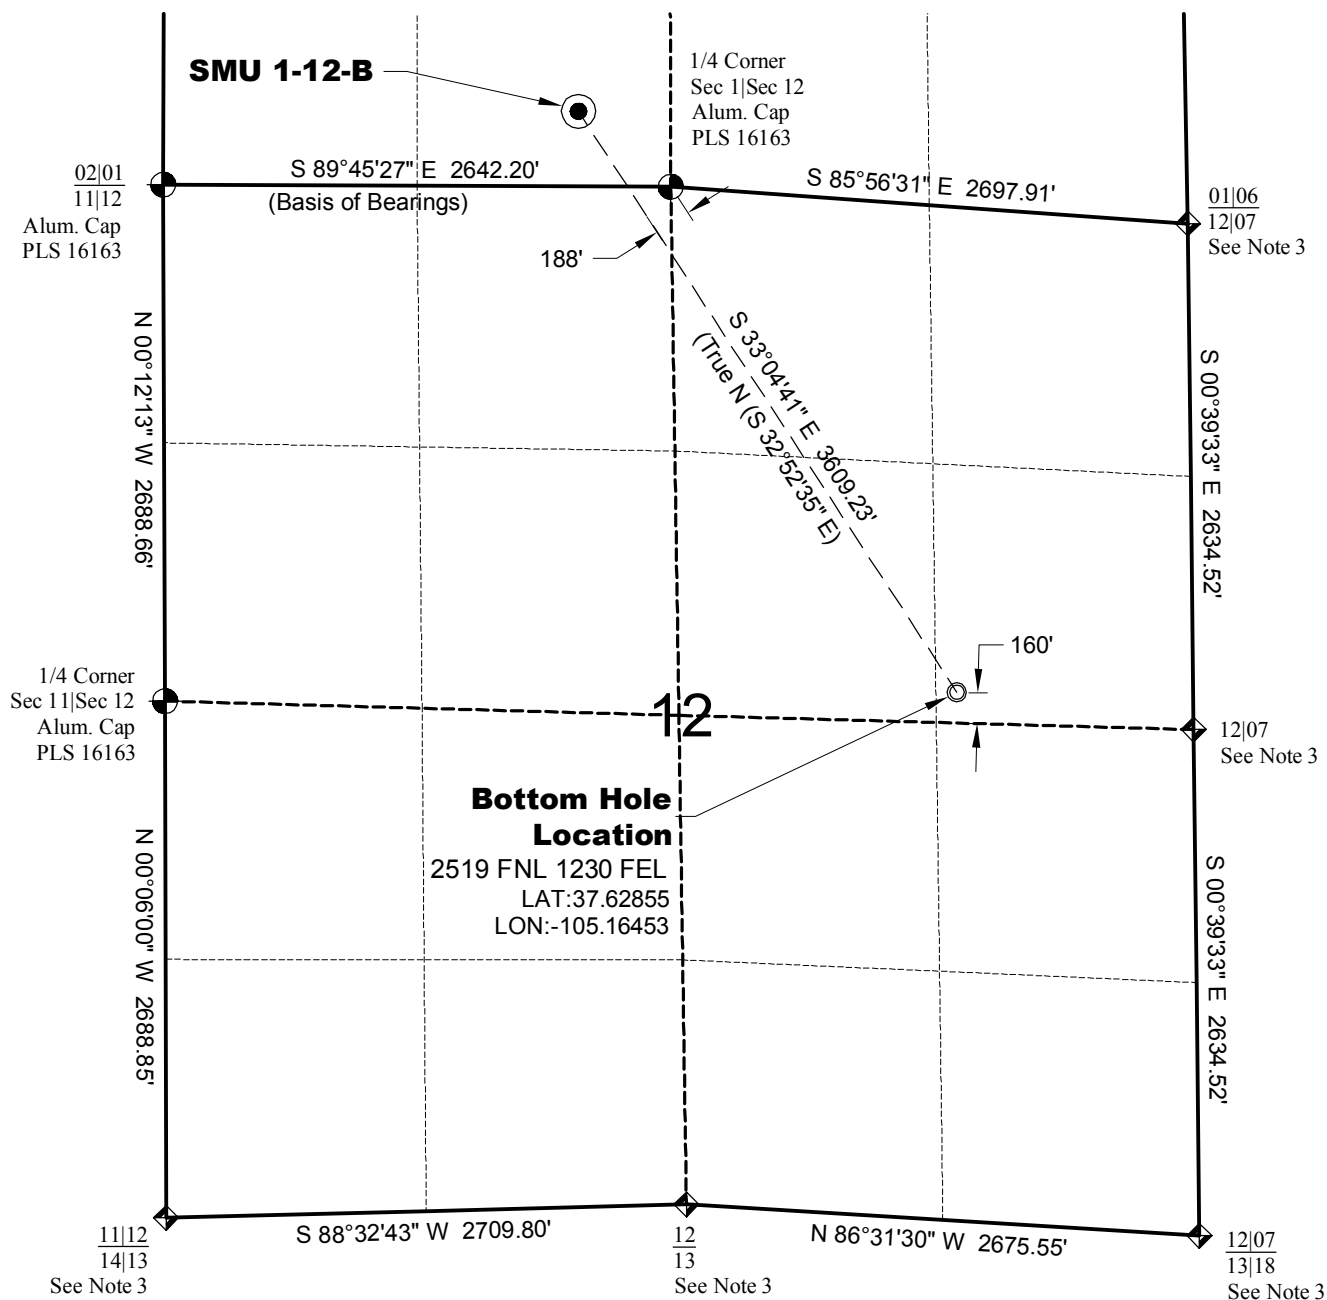 SMU 1-12-B
1/4 Corner
Sec 1|Sec 12
Alum. Cap
PLS 16163
02|01
11|12
Alum. Cap
PLS 16163
S 89°45'27" E 2642.20'
(Basis of Bearings)
S 85°56'31" E 2697.91'
01|06
12|07
See Note 3
188'
N 00°12'13" W 2688.66'
S 33°04'41" E 3609.23'
(True N (S 32°52'35" E)
S 00°39'33" E 2634.52'
160'
1/4 Corner
Sec 11|Sec 12
Alum. Cap
PLS 16163
12
12|07
See Note 3
Bottom Hole
Location
2519 FNL 1230 FEL
LAT:37.62855
LON:-105.16453
N 00°06'00" W 2688.85'
S 00°39'33" E 2634.52'
11|12
14|13
See Note 3
S 88°32'43" W 2709.80'
12
13
See Note 3
N 86°31'30" W 2675.55'
12|07
13|18
See Note 3